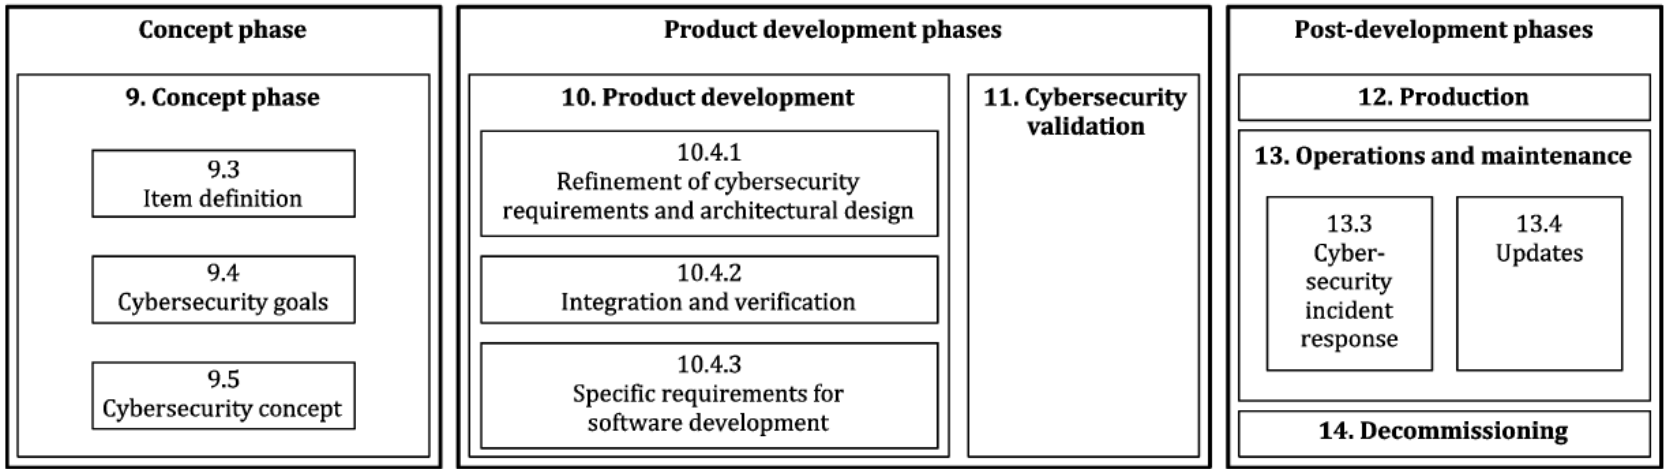 Concept phase
9. Concept phase
9.3
Item definition
9.4
Cybersecurity goals
9.5
Cybersecurity concept
Product development phases
10. Product development
10.4.1
Refinement of cybersecurity
requirements and architectural design
10.4.2
Integration and verification
10.4.3
Specific requirements for
software development
11. Cybersecurity
validation
Post-development phases
12. Production
13. Operations and maintenance
13.3
Cyber-
security
incident
response
13.4
Updates
14. Decommissioning